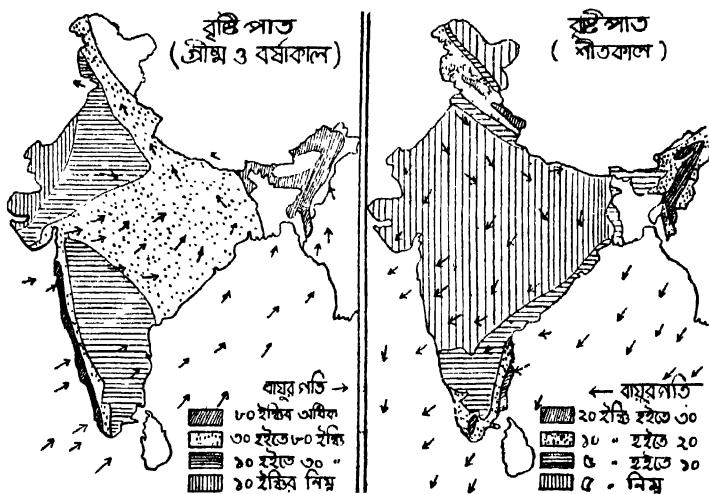 বৃষ্টিপাত
(গ্রীষ্ম ও বর্ষাকাল)
বায়ুর গতি →
৮০ ইঞ্চির অধিক
৩০ হইতে ৮০ ইঞ্চি
১০ হইতে ৩০ "
১০ ইঞ্চির নিম্ন
বৃষ্টিপাত
(শীতকাল)
← বায়ুর গতি
২০ ইঞ্চি হইতে ৩০
১০ " হইতে ২০
৫ " হইতে ১০
৫ " নিম্ন